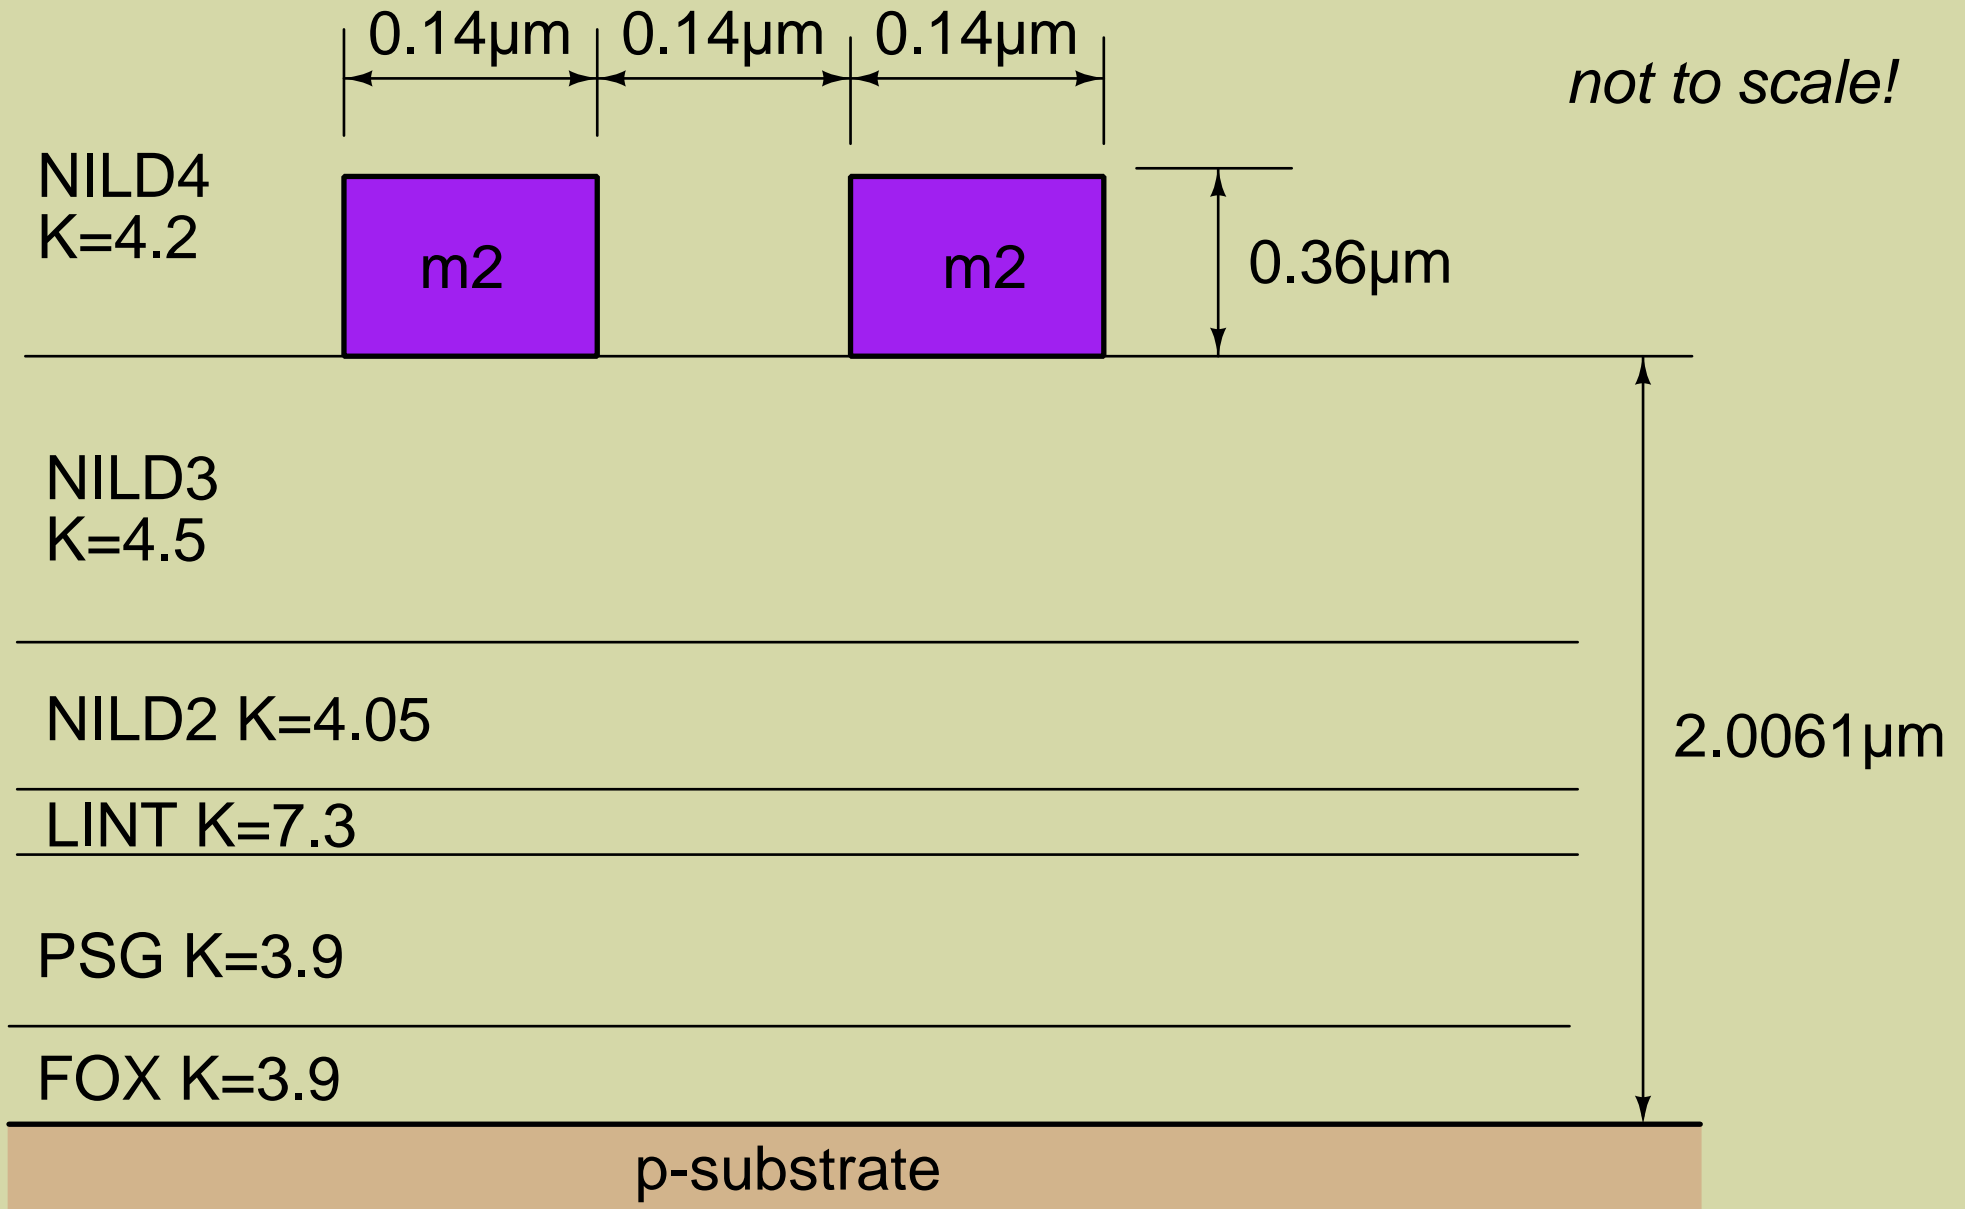 0.14µm 0.14µm 0.14µm
not to scale!
NILD4
K=4.2
m2 m2
0.36µm
NILD3
K=4.5
NILD2 K=4.05
2.0061µm
LINT K=7.3
PSG K=3.9
FOX K=3.9
p-substrate